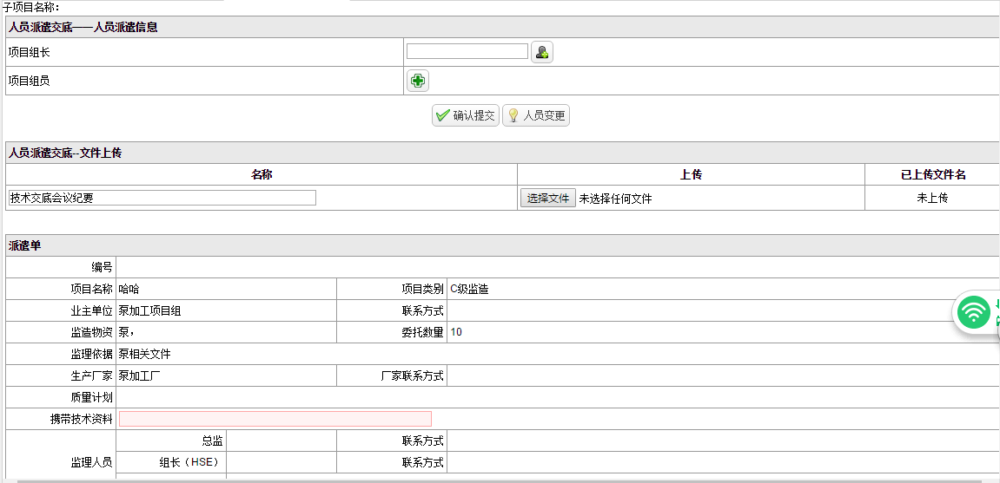 子项目名称：
人员派遣交底——人员派遣信息
项目组长
项目组员
确认提交 人员变更
人员派遣交底--文件上传
名称 上传 已上传文件名
技术交底会议纪要 选择文件 未选择任何文件 未上传
派遣单
编号
项目名称 哈哈 项目类别 C级监造
业主单位 泵加工项目组 联系方式
监造物资 泵， 委托数量 10
监理依据 泵相关文件
生产厂家 泵加工厂 厂家联系方式
质量计划
携带技术资料
总监 联系方式
监理人员 组长（HSE） 联系方式